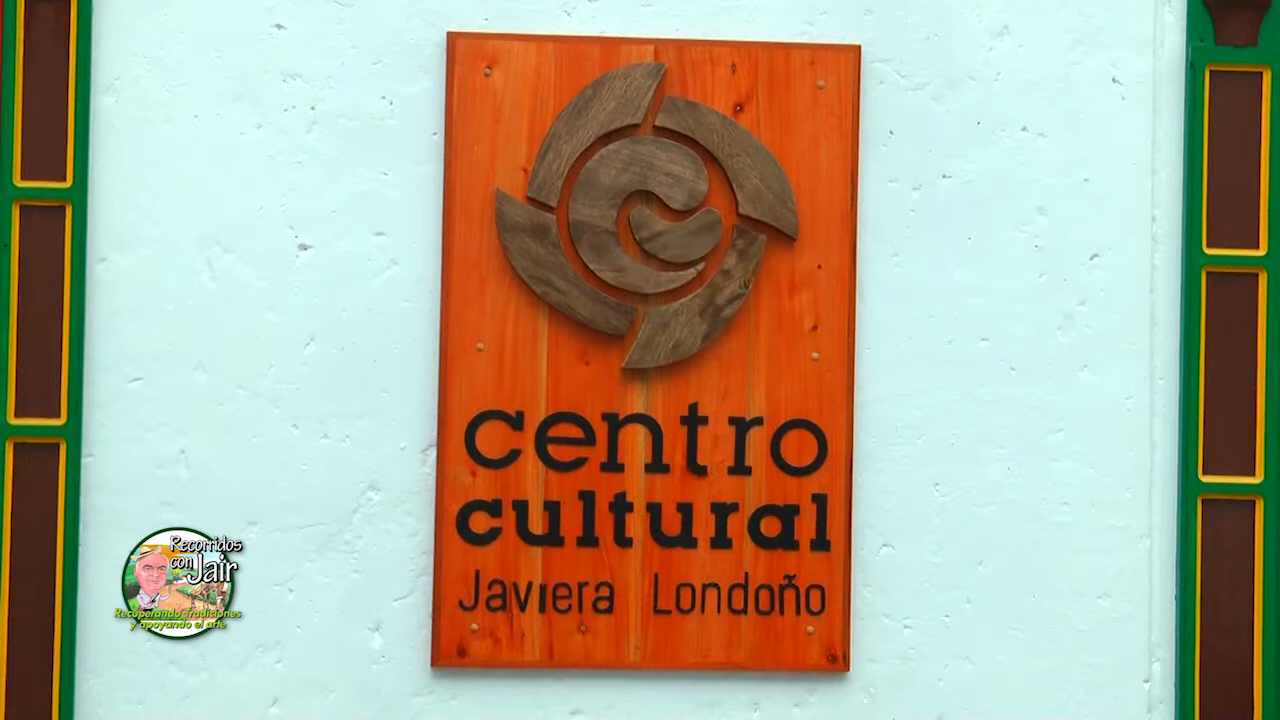 centro
cultural
Javiera Londoño
Recorridos
con Jair
Recuperando tradiciones
y apoyando el arte